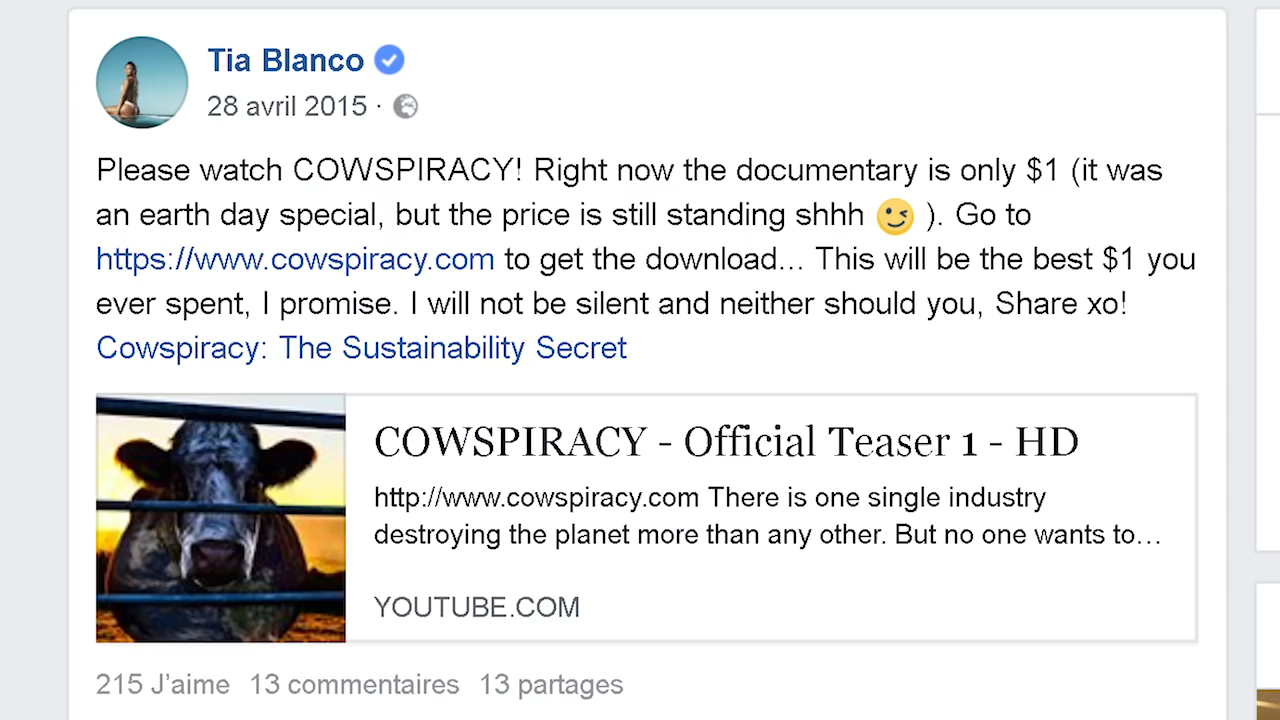 Tia Blanco
28 avril 2015 ·
Please watch COWSPIRACY! Right now the documentary is only $1 (it was
an earth day special, but the price is still standing shhh 😉 ). Go to
https://www.cowspiracy.com to get the download... This will be the best $1 you
ever spent, I promise. I will not be silent and neither should you, Share xo!
Cowspiracy: The Sustainability Secret
COWSPIRACY - Official Teaser 1 - HD
http://www.cowspiracy.com There is one single industry
destroying the planet more than any other. But no one wants to...
YOUTUBE.COM
215 J’aime 13 commentaires 13 partages